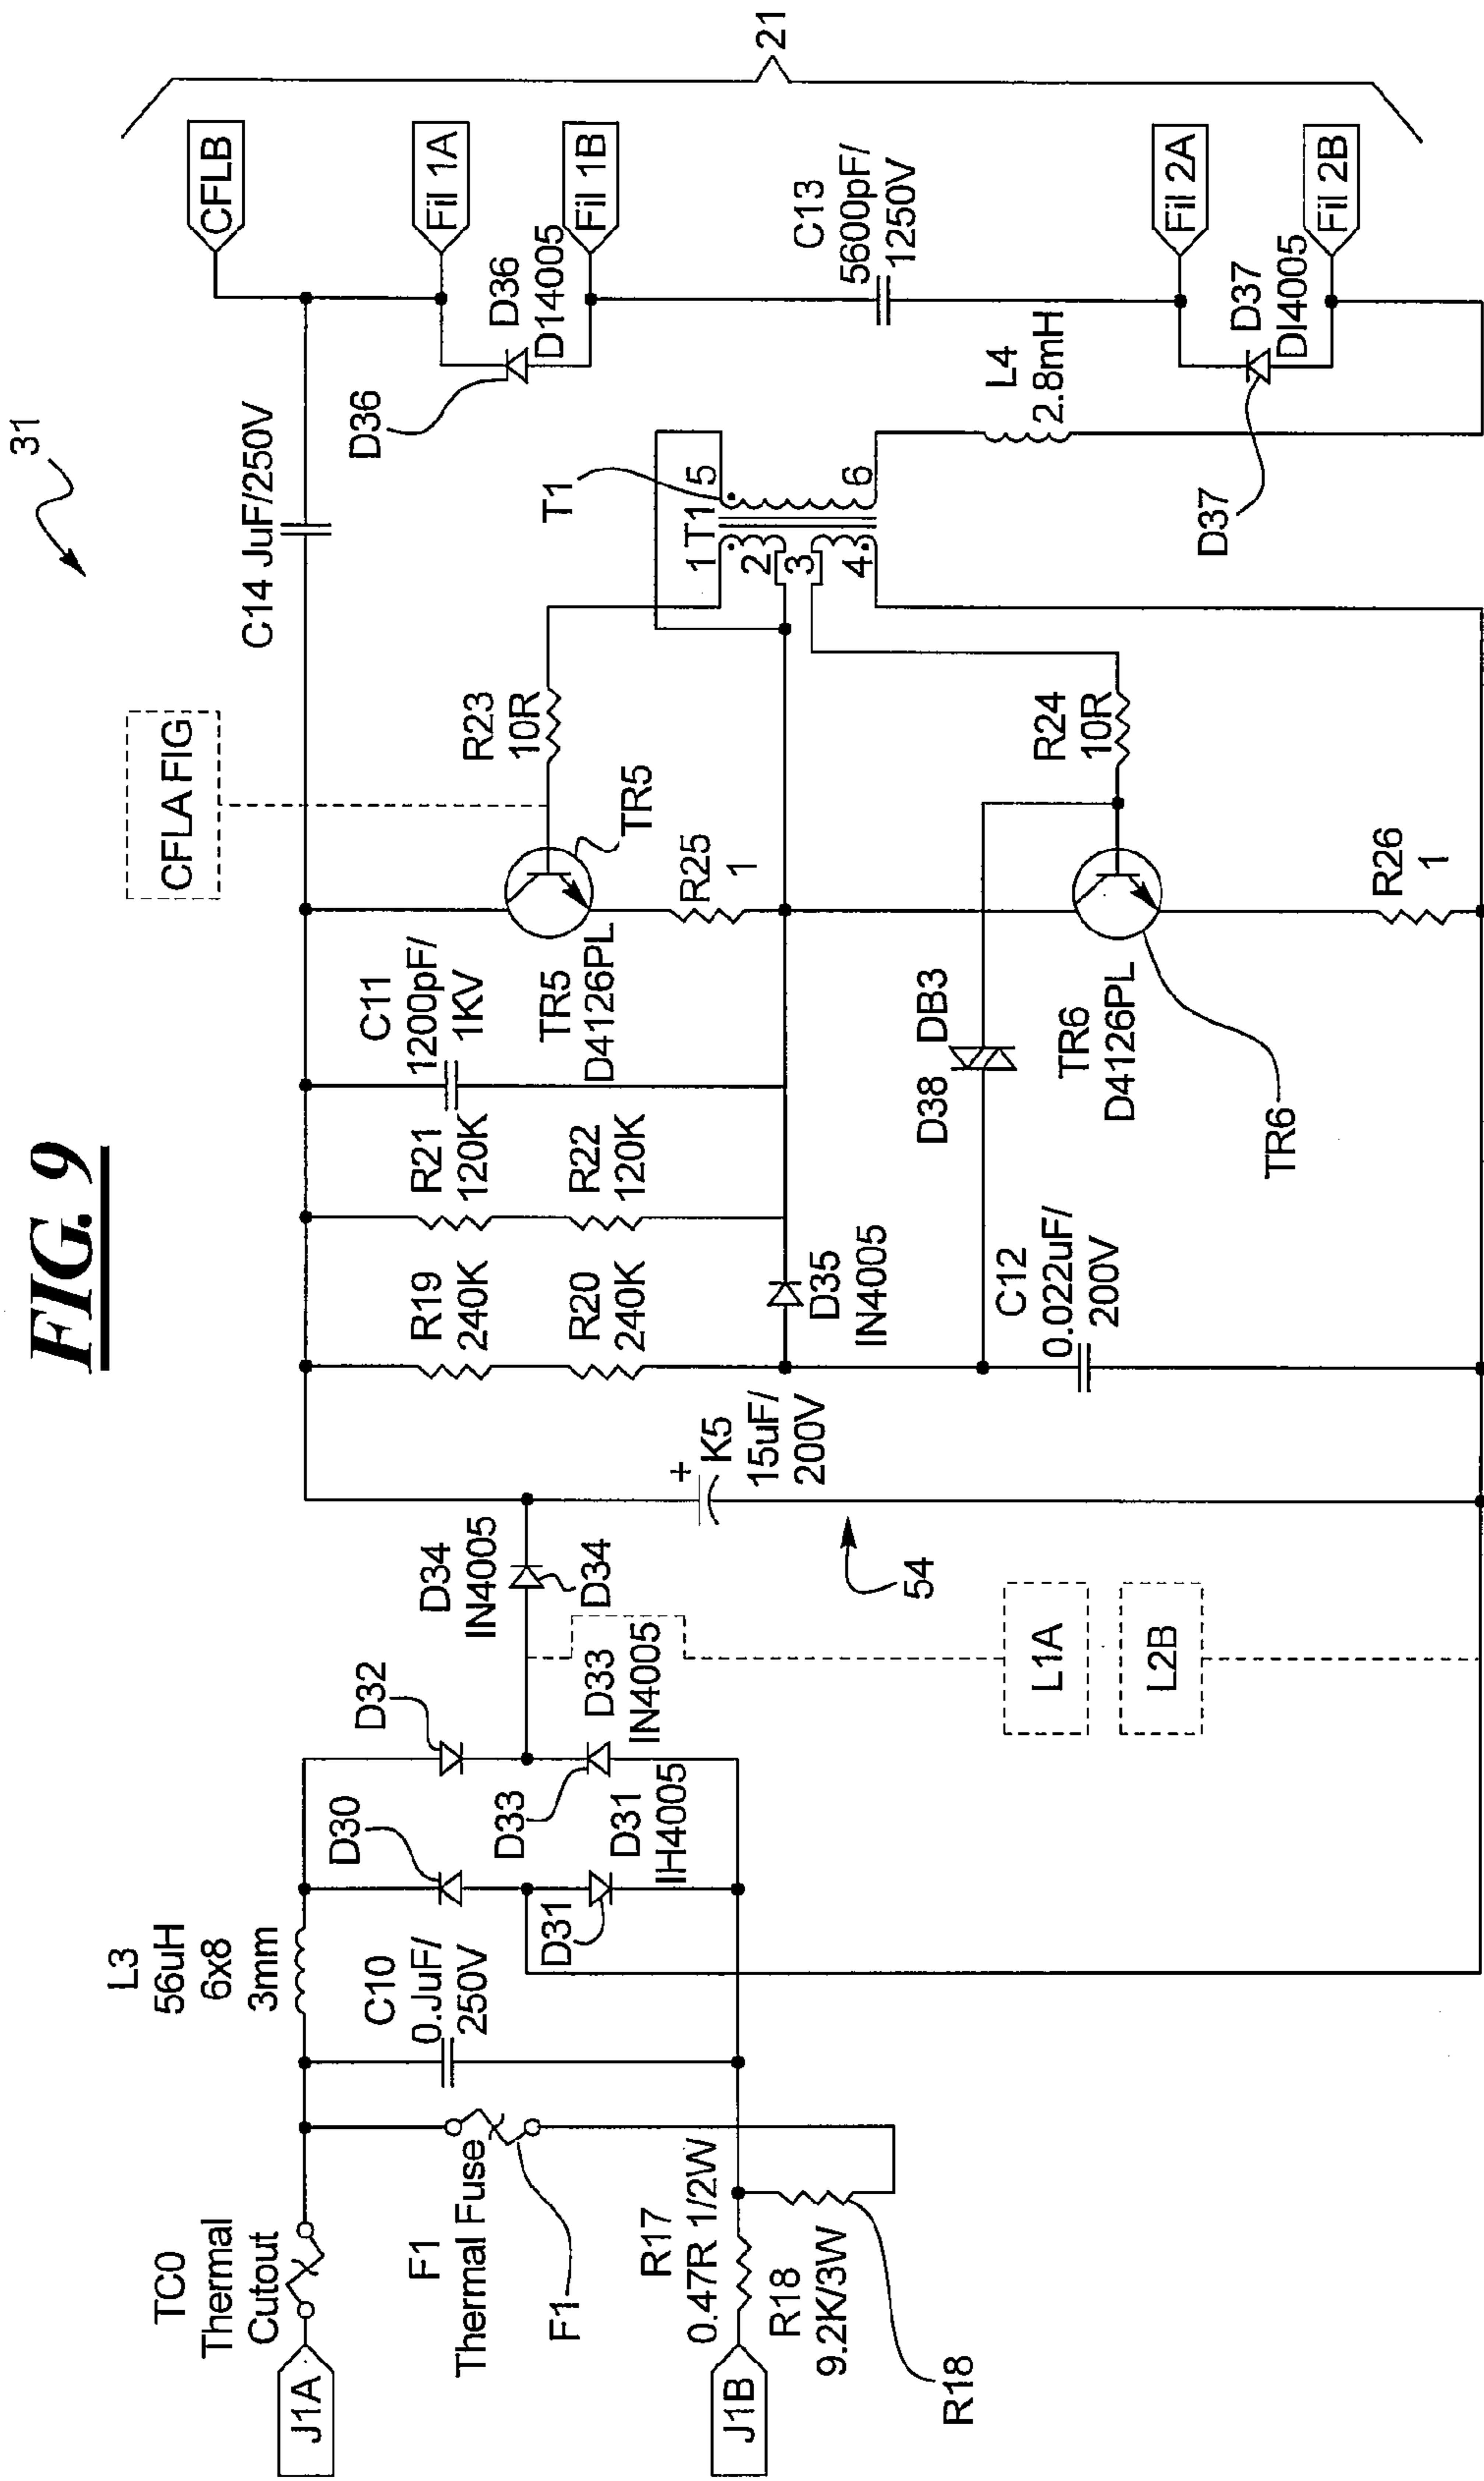 FIG. 9
31
TC0
Thermal
Cutout
J1A
F1
Thermal Fuse
F1
R17
0.47R 1/2W
J1B
R18
9.2K/3W
R18
L3
56uH
6x8
3mm
C10
0.JuF/
250V
D30
D32
D31
D33
D31
IH4005
D33
IN4005
D34
IN4005
D34
L1A
L2B
54
K5
+
15uF/
200V
R19
240K
R20
240K
R21
120K
R22
120K
C11
1200pF/
1KV
D35
IN4005
C12
0.022uF/
200V
D38 DB3
TR5
D4126PL
TR5
R25
1
TR6
D4126PL
TR6
R26
1
CFLA FIG
R23
10R
R24
10R
C14 JuF/250V
T1
1 T1 5
2
3
4
6
L4
2.8mH
D36
D36
D14005
C13
5600pF/
1250V
D37
D37
DI4005
CFLB
Fil 1A
Fil 1B
Fil 2A
Fil 2B
21